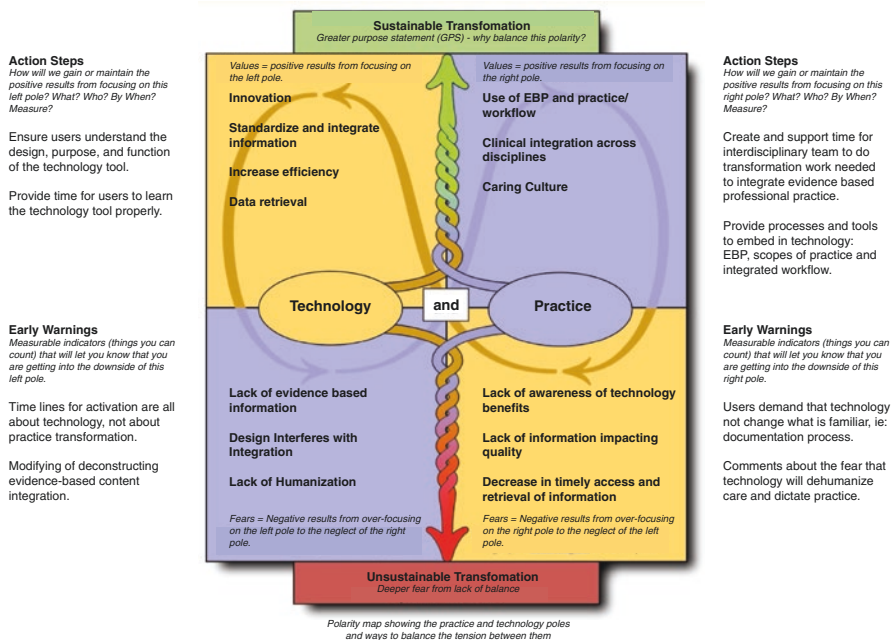 Sustainable Transfomation
Greater purpose statement (GPS) - why balance this polarity?
Action Steps
How will we gain or maintain the
positive results from focusing on this
left pole? What? Who? By When?
Measure?
Ensure users understand the
design, purpose, and function
of the technology tool.
Provide time for users to learn
the technology tool properly.
Values = positive results from focusing on
the left pole.
Innovation
Standardize and integrate
information
Increase efficiency
Data retrieval
Values = positive results from focusing on
the right pole.
Use of EBP and practice/
workflow
Clinical integration across
disciplines
Caring Culture
Action Steps
How will we gain or maintain the
positive results from focusing on this
right pole? What? Who? By When?
Measure?
Create and support time for
interdisciplinary team to do
transformation work needed
to integrate evidence based
professional practice.
Provide processes and tools
to embed in technology:
EBP, scopes of practice and
integrated workflow.
Technology
and
Practice
Early Warnings
Measurable indicators (things you can
count) that will let you know that you
are getting into the downside of this
left pole.
Time lines for activation are all
about technology, not about
practice transformation.
Modifying of deconstructing
evidence-based content
integration.
Lack of evidence based
information
Design Interferes with
Integration
Lack of Humanization
Fears = Negative results from over-focusing
on the left pole to the neglect of the right
pole.
Lack of awareness of technology
benefits
Lack of information impacting
quality
Decrease in timely access and
retrieval of information
Fears = Negative results from over-focusing
on the right pole to the neglect of the left
pole.
Early Warnings
Measurable indicators (things you can
count) that will let you know that you
are getting into the downside of this
right pole.
Users demand that technology
not change what is familiar, ie:
documentation process.
Comments about the fear that
technology will dehumanize
care and dictate practice.
Unsustainable Transfomation
Deeper fear from lack of balance
Polarity map showing the practice and technology poles
and ways to balance the tension between them